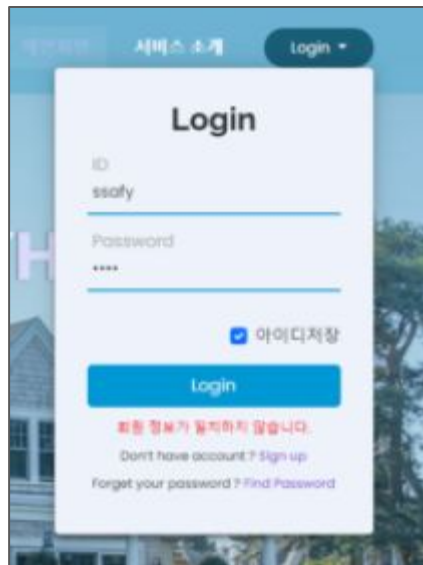 서비스 소개 Login
Login
ID
ssafy
Password
아이디저장
Login
회원 정보가 일치하지 않습니다.
Don't have account ? Sign up
Forget your password ? Find Password